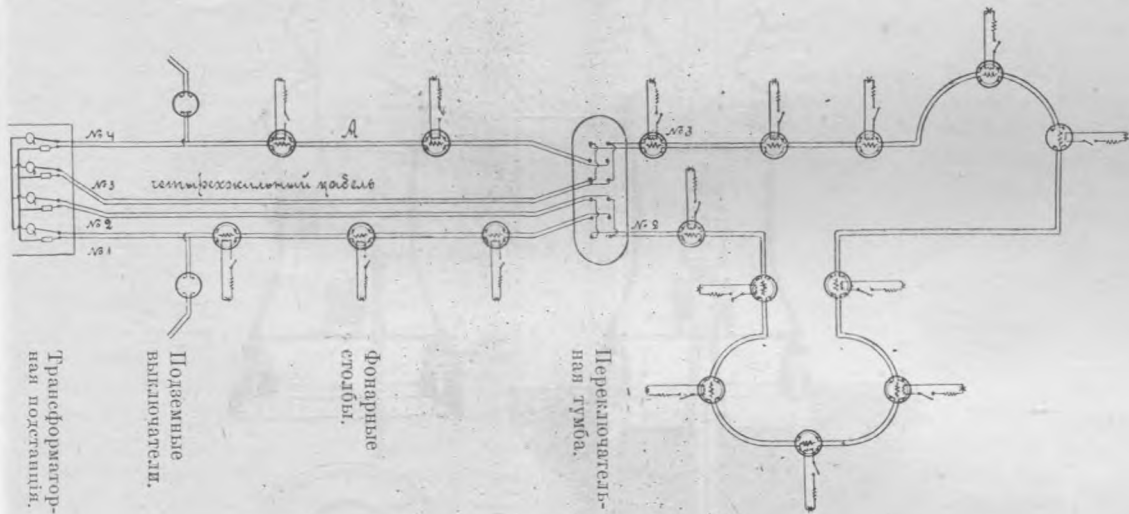 № 4
А
№ 3
четырехжильный кабель
№ 2
№ 1
№ 3
№ 2
Трансформатор-
ная подстанція.
Подземные
выключатели.
Фонарные
столбы.
Переключатель-
ная тумба.